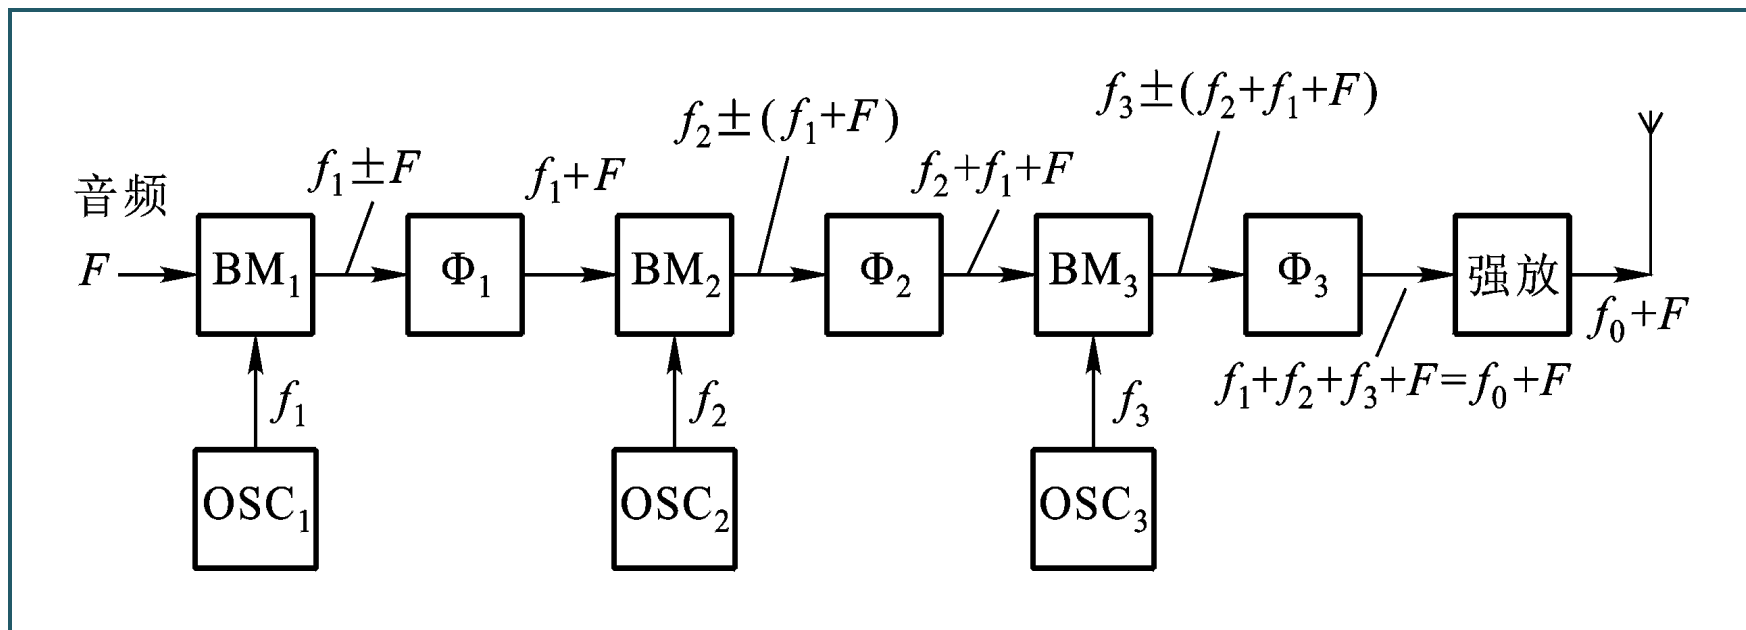 f₃±(f₂+f₁+F)
f₂±(f₁+F)
f₁±F
f₁+F
f₂+f₁+F
音频
F
BM₁
Φ₁
BM₂
Φ₂
BM₃
Φ₃
强放
f₀+F
f₁+f₂+f₃+F=f₀+F
f₁
f₂
f₃
OSC₁
OSC₂
OSC₃